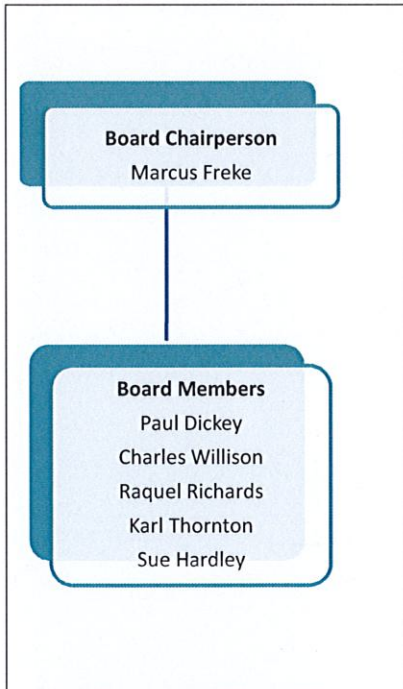 Board Chairperson
Marcus Freke
Board Members
Paul Dickey
Charles Willison
Raquel Richards
Karl Thornton
Sue Hardley